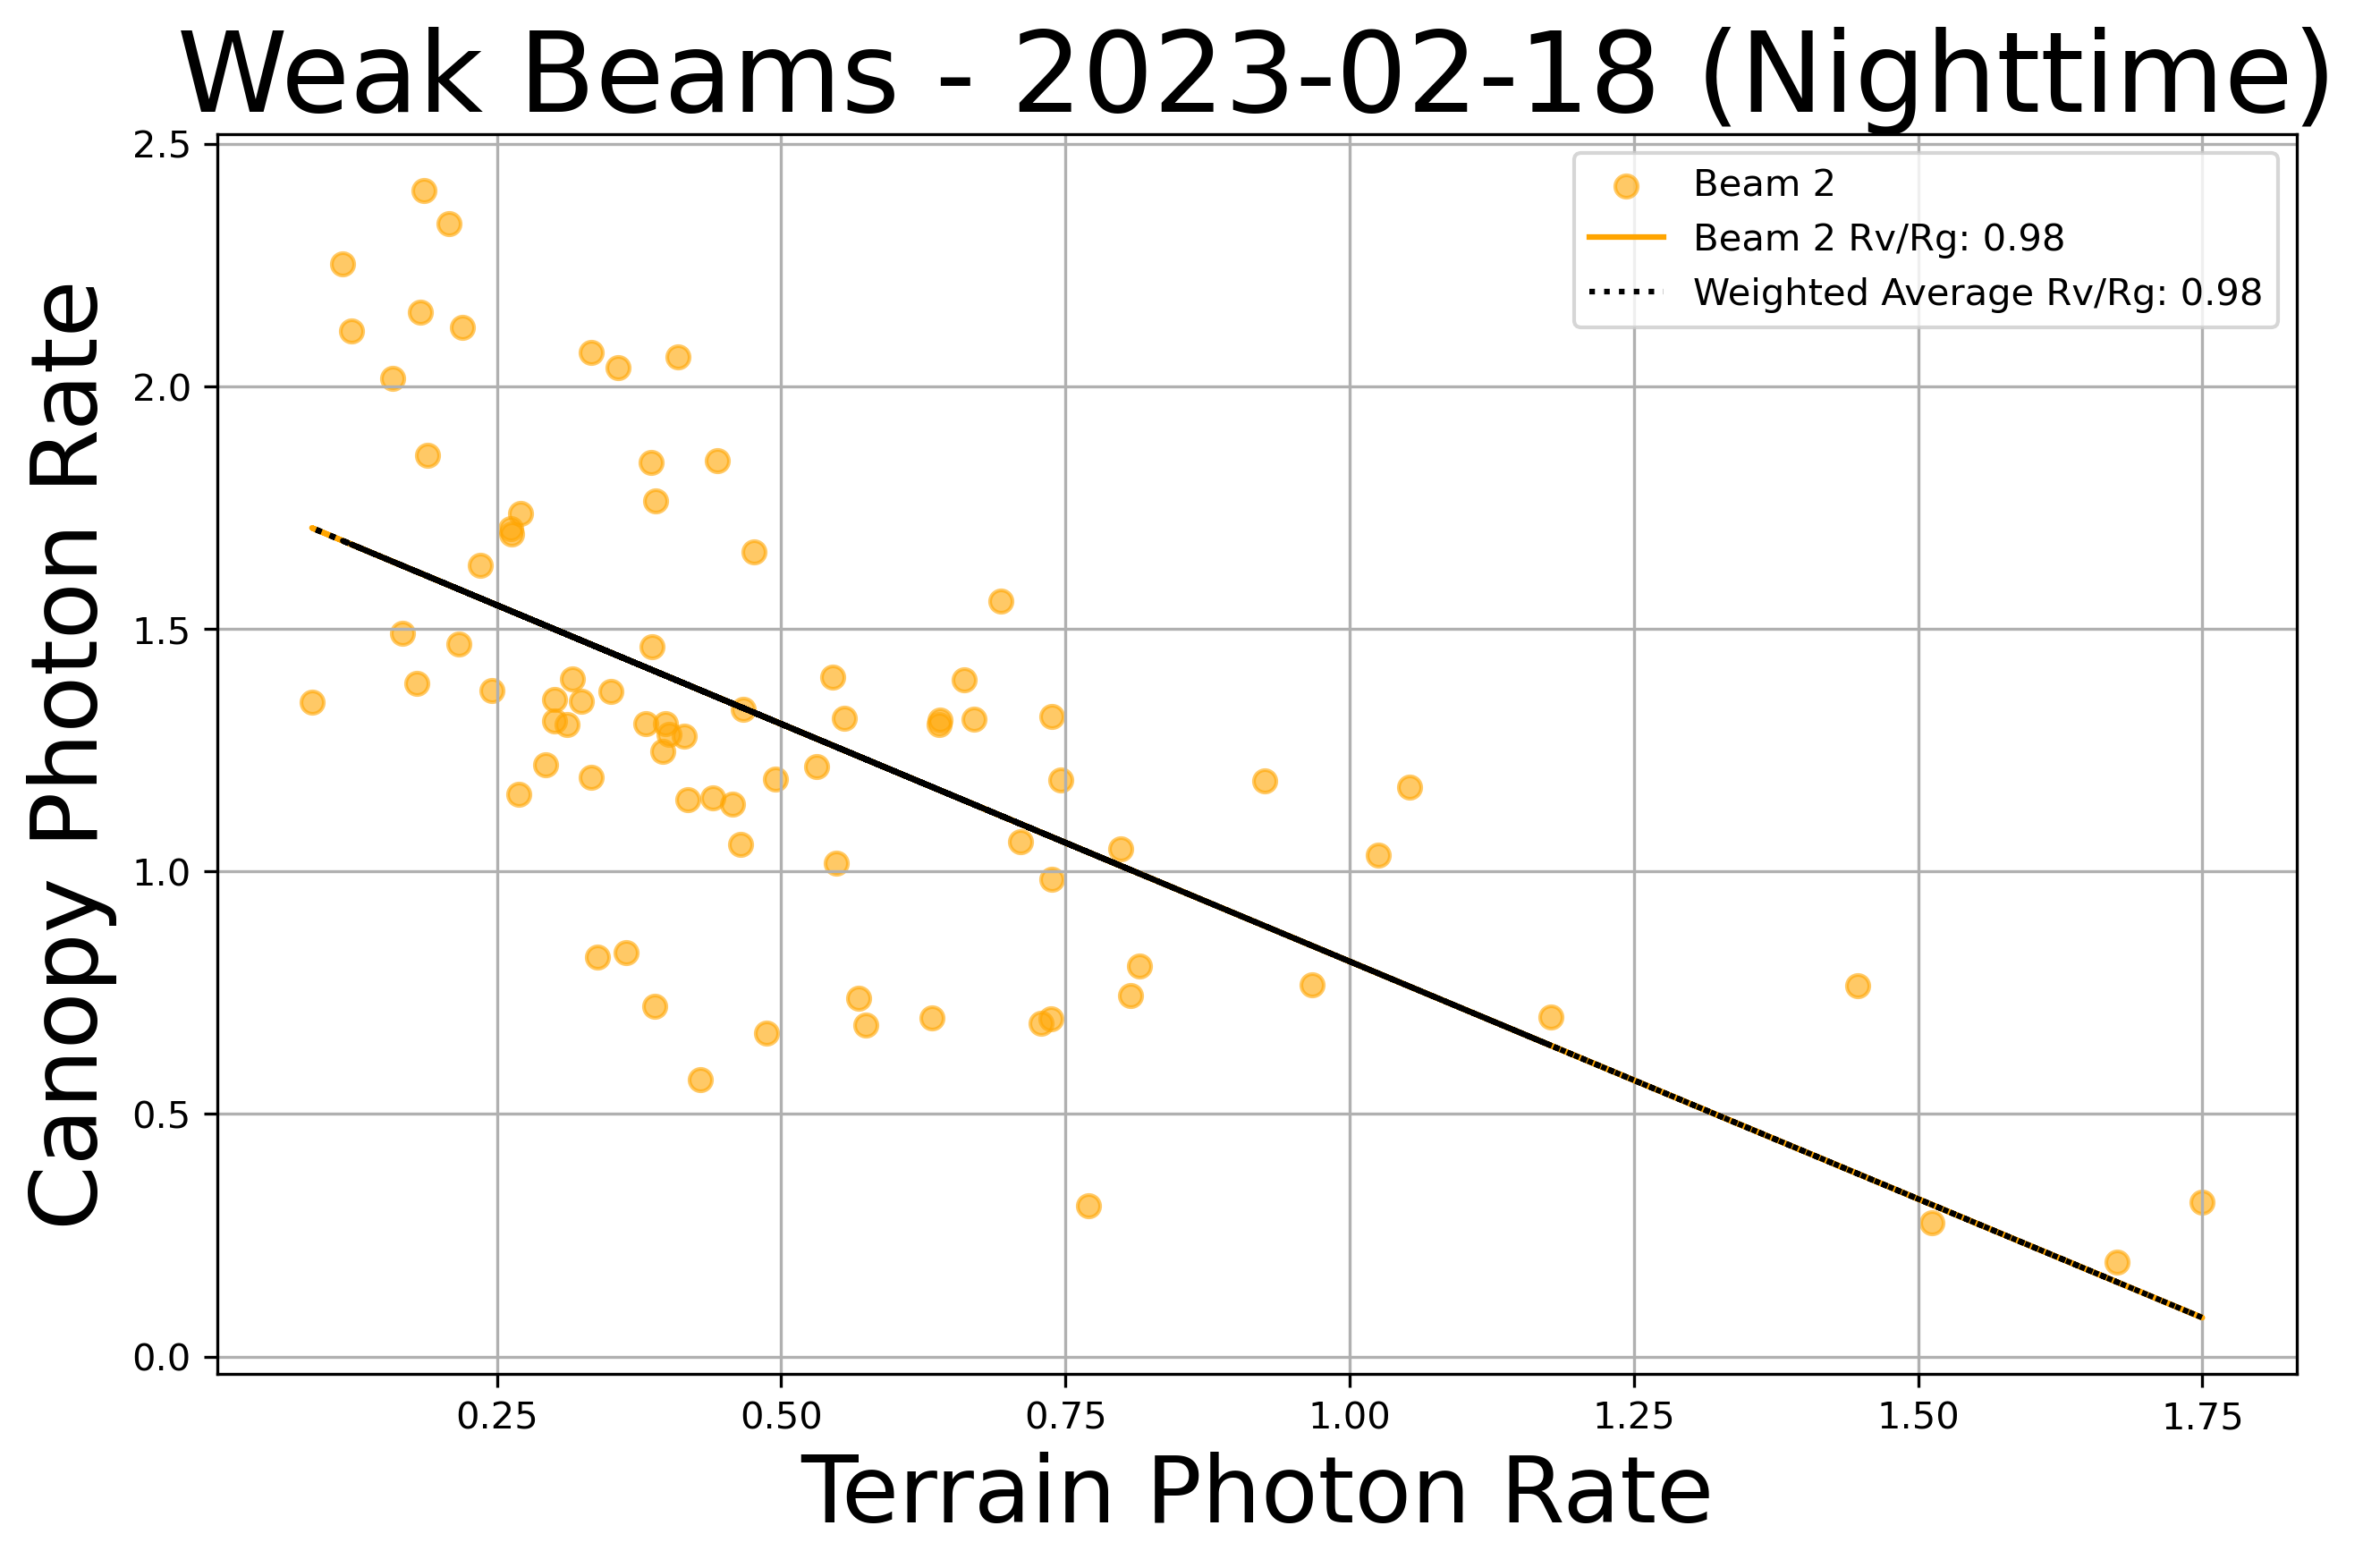 Weak Beams - 2023-02-18 (Nighttime)
Beam 2
Beam 2 Rv/Rg: 0.98
Weighted Average Rv/Rg: 0.98
Canopy Photon Rate
2.5
2.0
1.5
1.0
0.5
0.0
0.25 0.50 0.75 1.00 1.25 1.50 1.75
Terrain Photon Rate